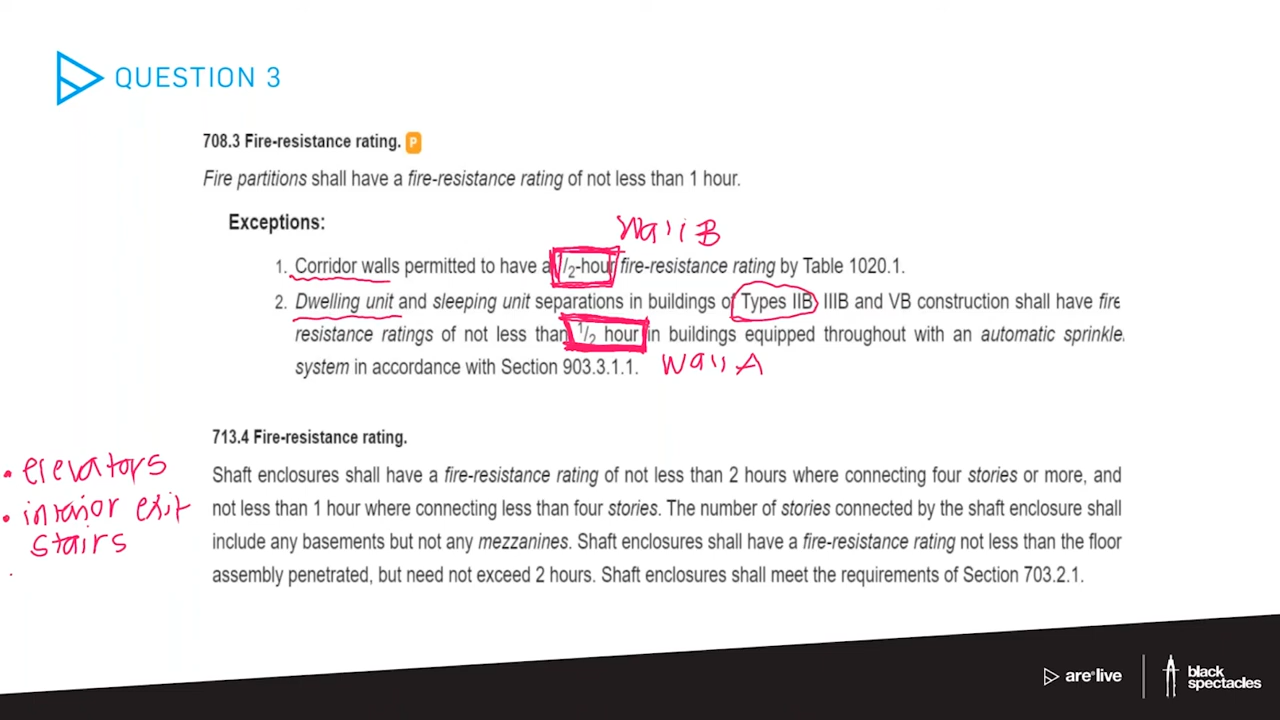 QUESTION 3
708.3 Fire-resistance rating. P
Fire partitions shall have a fire-resistance rating of not less than 1 hour.
Exceptions:
Wall B
1. Corridor walls permitted to have a 1/2-hour fire-resistance rating by Table 1020.1.
2. Dwelling unit and sleeping unit separations in buildings of Types IIB, IIIB and VB construction shall have fire
resistance ratings of not less than 1/2 hour in buildings equipped throughout with an automatic sprinkler
system in accordance with Section 903.3.1.1.
Wall A
713.4 Fire-resistance rating.
• elevators
• interior exit
stairs
Shaft enclosures shall have a fire-resistance rating of not less than 2 hours where connecting four stories or more, and
not less than 1 hour where connecting less than four stories. The number of stories connected by the shaft enclosure shall
include any basements but not any mezzanines. Shaft enclosures shall have a fire-resistance rating not less than the floor
assembly penetrated, but need not exceed 2 hours. Shaft enclosures shall meet the requirements of Section 703.2.1.
are live
black
spectacles